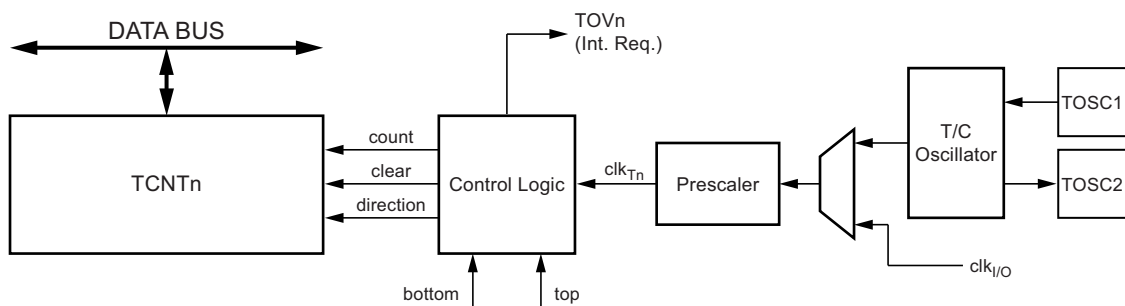 DATA BUS
TOVn
(Int. Req.)
TCNTn
count
clear
direction
Control Logic
clkTn
Prescaler
T/C
Oscillator
TOSC1
TOSC2
clkI/O
bottom
top